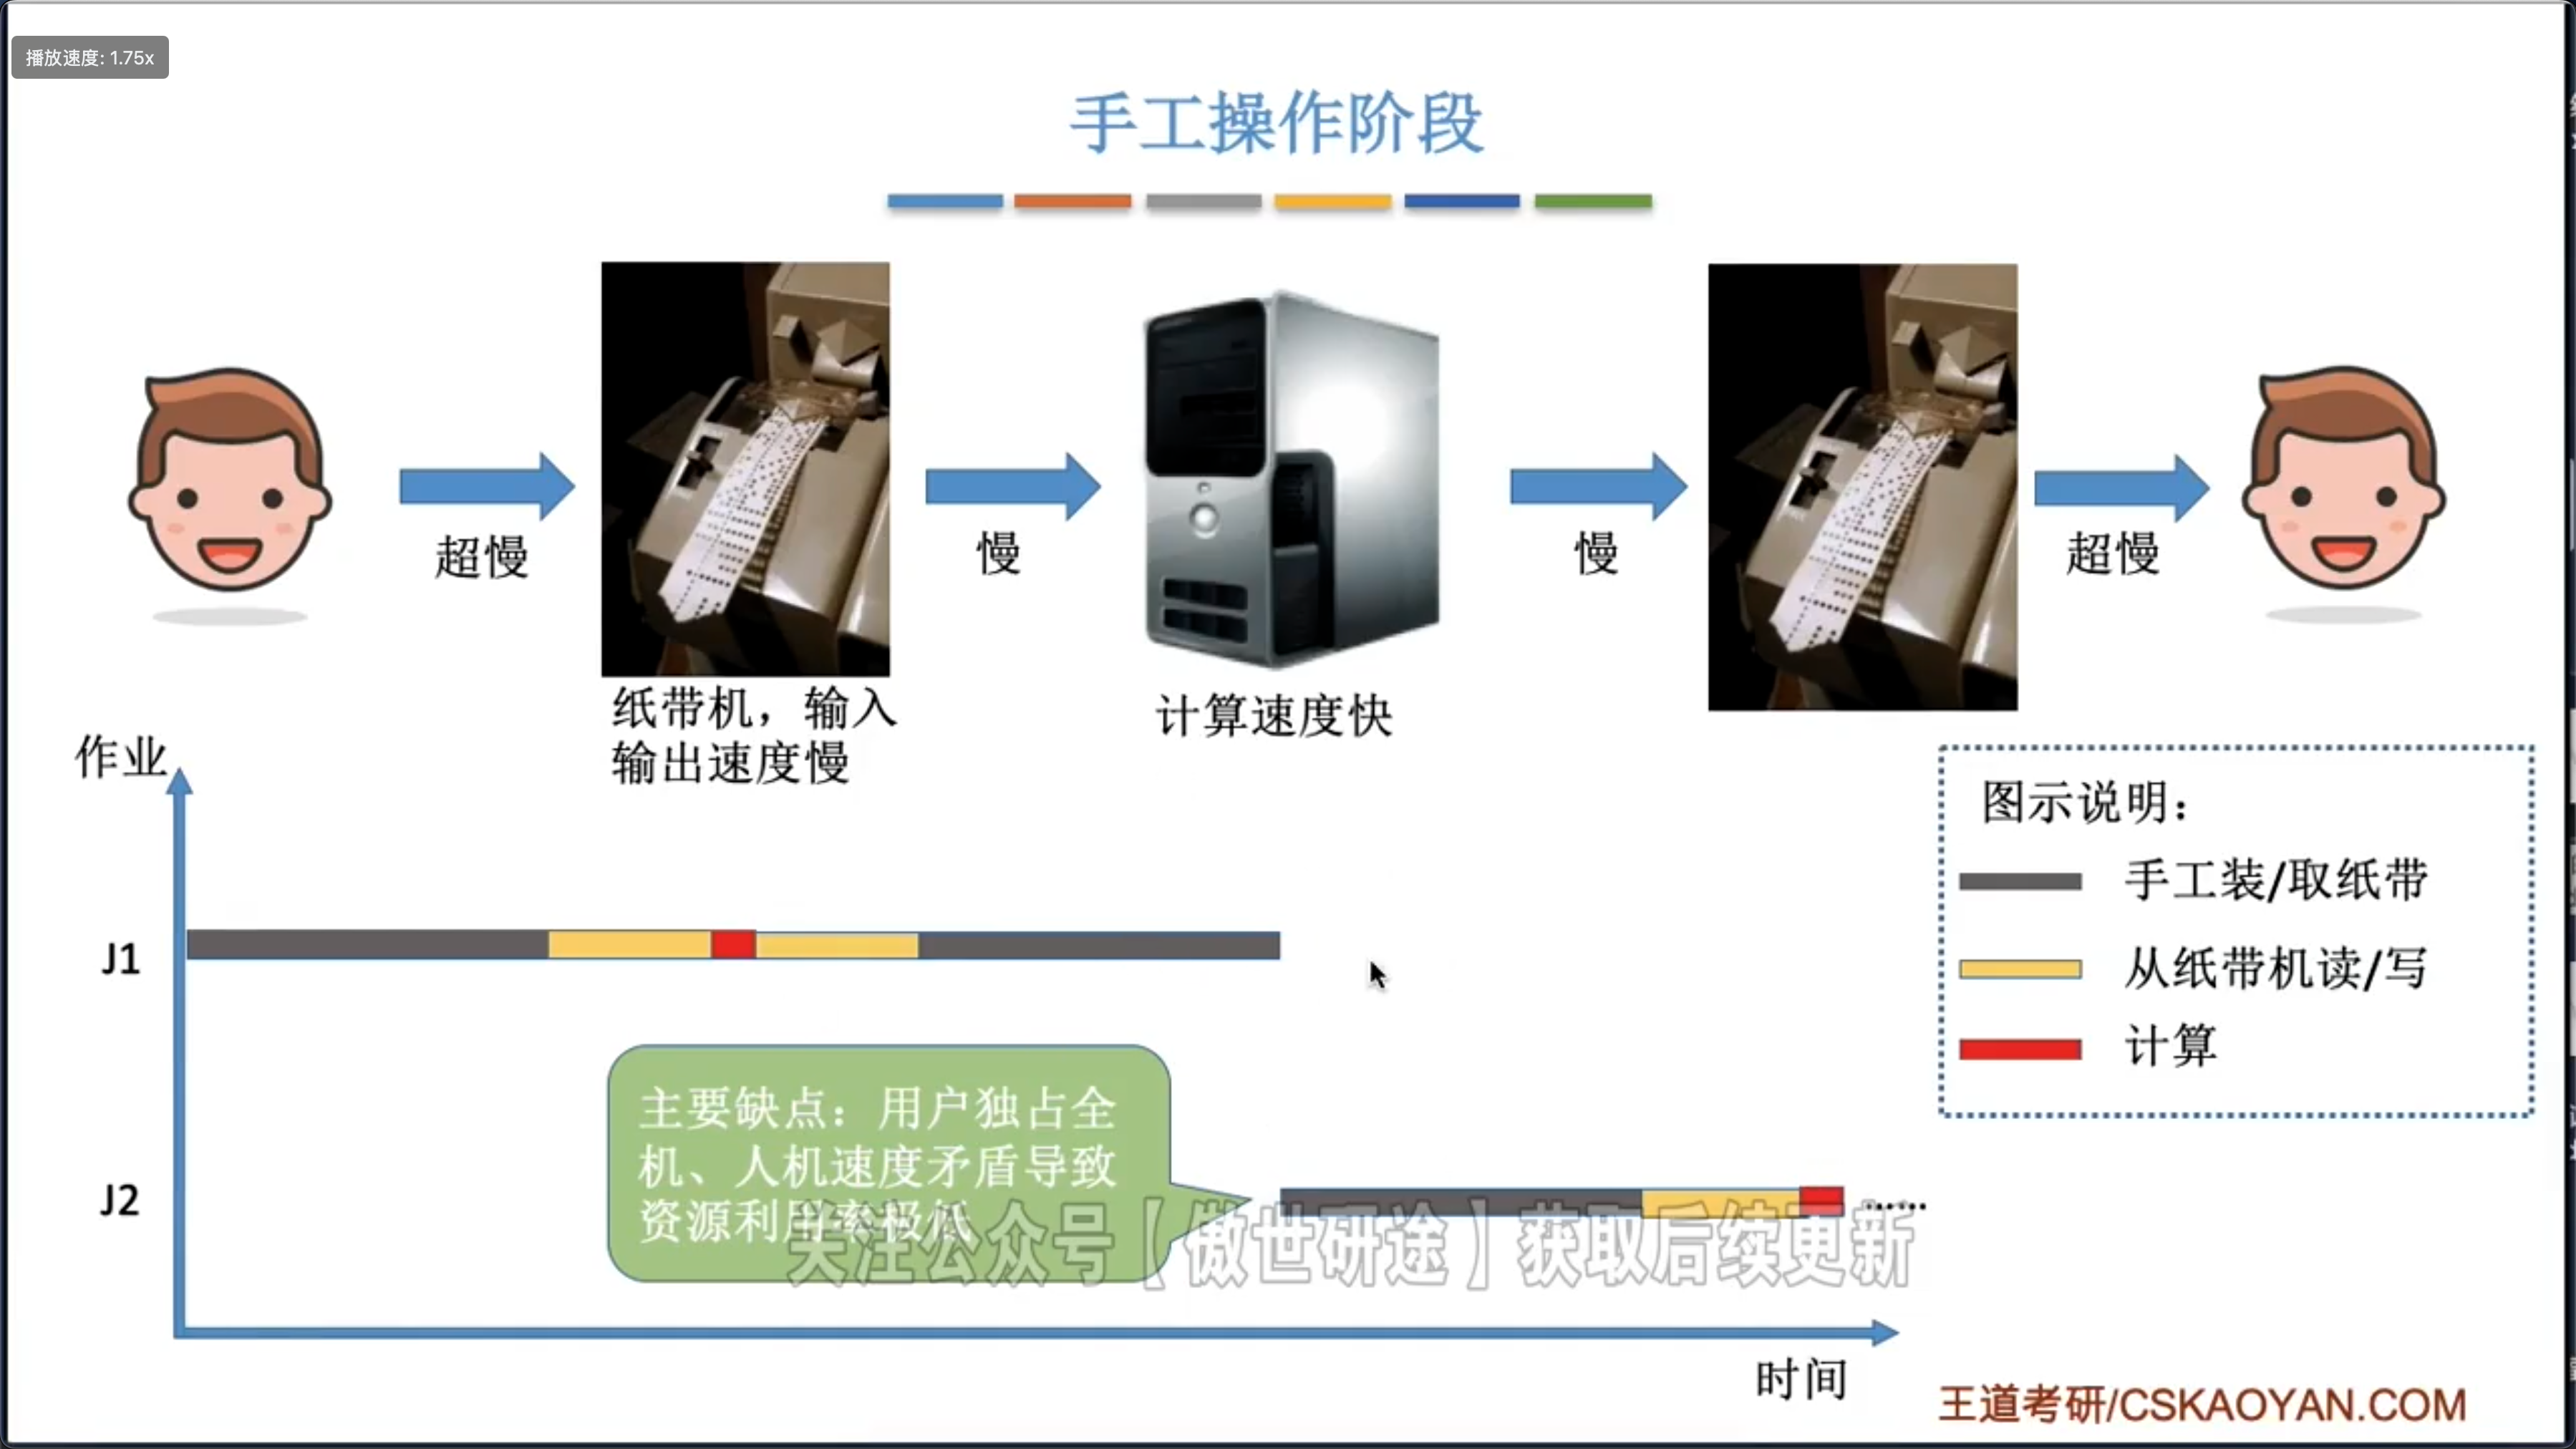 播放速度: 1.75x
手工操作阶段
超慢
慢
慢
超慢
纸带机，输入
输出速度慢
计算速度快
作业
图示说明：
手工装/取纸带
从纸带机读/写
计算
J1
主要缺点：用户独占全
机、人机速度矛盾导致
资源利用率极低
J2
……
关注公众号【傲世研途】获取后续更新
时间
王道考研/CSKAOYAN.COM